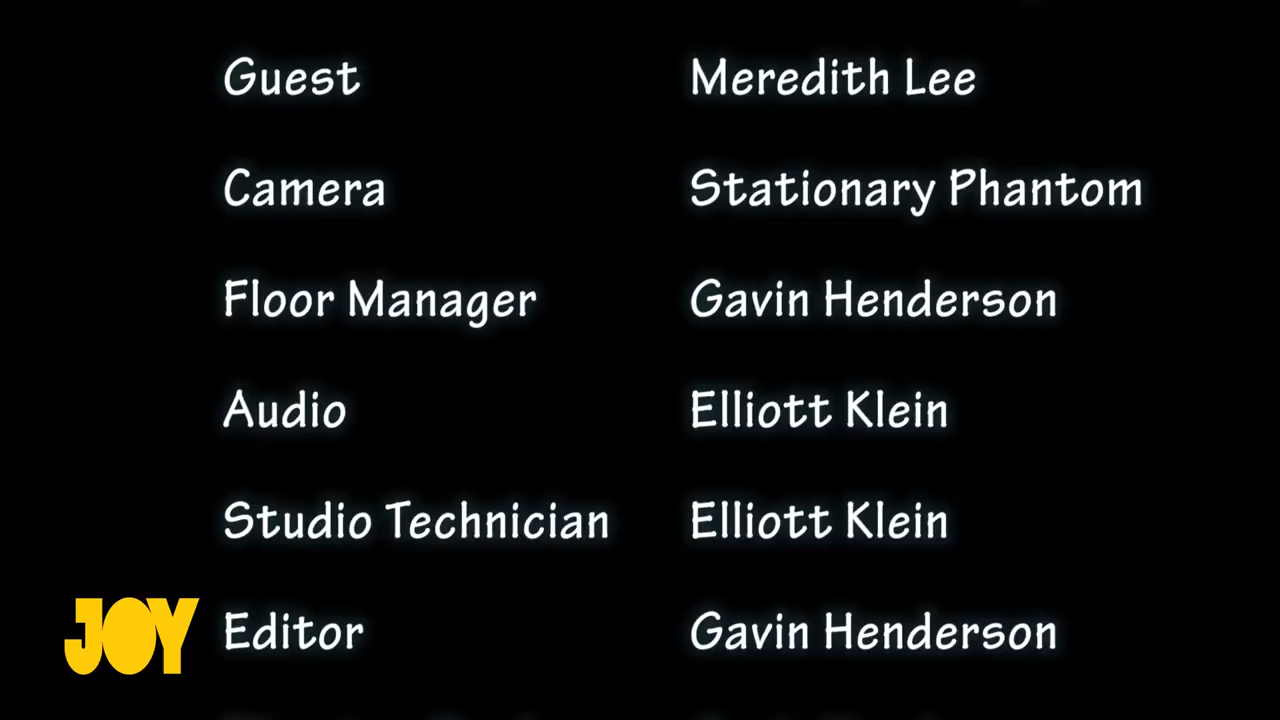 Guest Meredith Lee
Camera Stationary Phantom
Floor Manager Gavin Henderson
Audio Elliott Klein
Studio Technician Elliott Klein
Editor Gavin Henderson
JOY